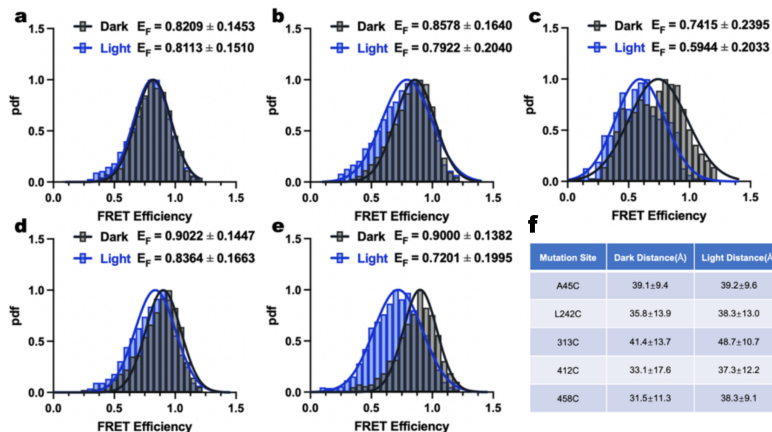 a
Dark E_F = 0.8209 ± 0.1453
Light E_F = 0.8113 ± 0.1510
pdf
1.5
1.0
0.5
0.0
0.0 0.5 1.0 1.5
FRET Efficiency
b
Dark E_F = 0.8578 ± 0.1640
Light E_F = 0.7922 ± 0.2040
pdf
1.5
1.0
0.5
0.0
0.0 0.5 1.0 1.5
FRET Efficiency
c
Dark E_F = 0.7415 ± 0.2395
Light E_F = 0.5944 ± 0.2033
pdf
1.5
1.0
0.5
0.0
0.0 0.5 1.0 1.5
FRET Efficiency
d
Dark E_F = 0.9022 ± 0.1447
Light E_F = 0.8364 ± 0.1663
pdf
1.5
1.0
0.5
0.0
0.0 0.5 1.0 1.5
FRET Efficiency
e
Dark E_F = 0.9000 ± 0.1382
Light E_F = 0.7201 ± 0.1995
pdf
1.5
1.0
0.5
0.0
0.0 0.5 1.0 1.5
FRET Efficiency
f
Mutation Site Dark Distance(Å) Light Distance(Å)
A45C 39.1±9.4 39.2±9.6
L242C 35.8±13.9 38.3±13.0
313C 41.4±13.7 48.7±10.7
412C 33.1±17.6 37.3±12.2
458C 31.5±11.3 38.3±9.1